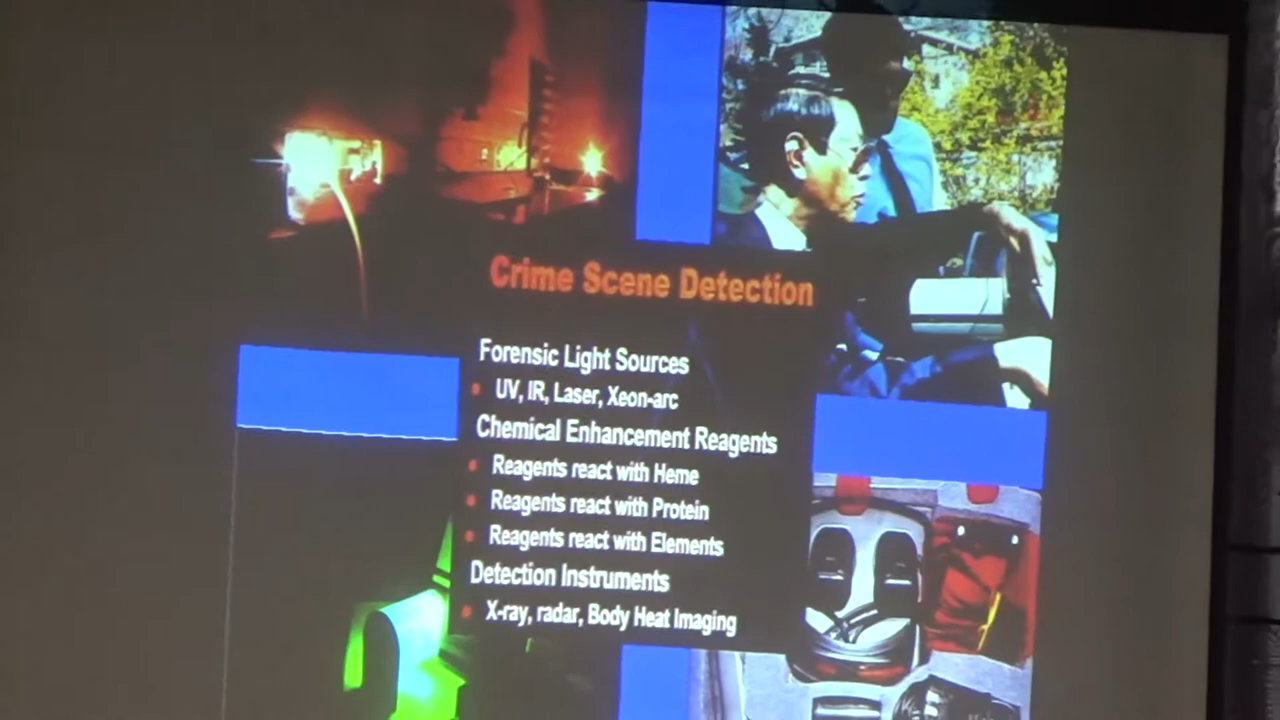 Crime Scene Detection
Forensic Light Sources
UV, IR, Laser, Xeon-arc
Chemical Enhancement Reagents
Reagents react with Heme
Reagents react with Protein
Reagents react with Elements
Detection Instruments
X-ray, radar, Body Heat Imaging